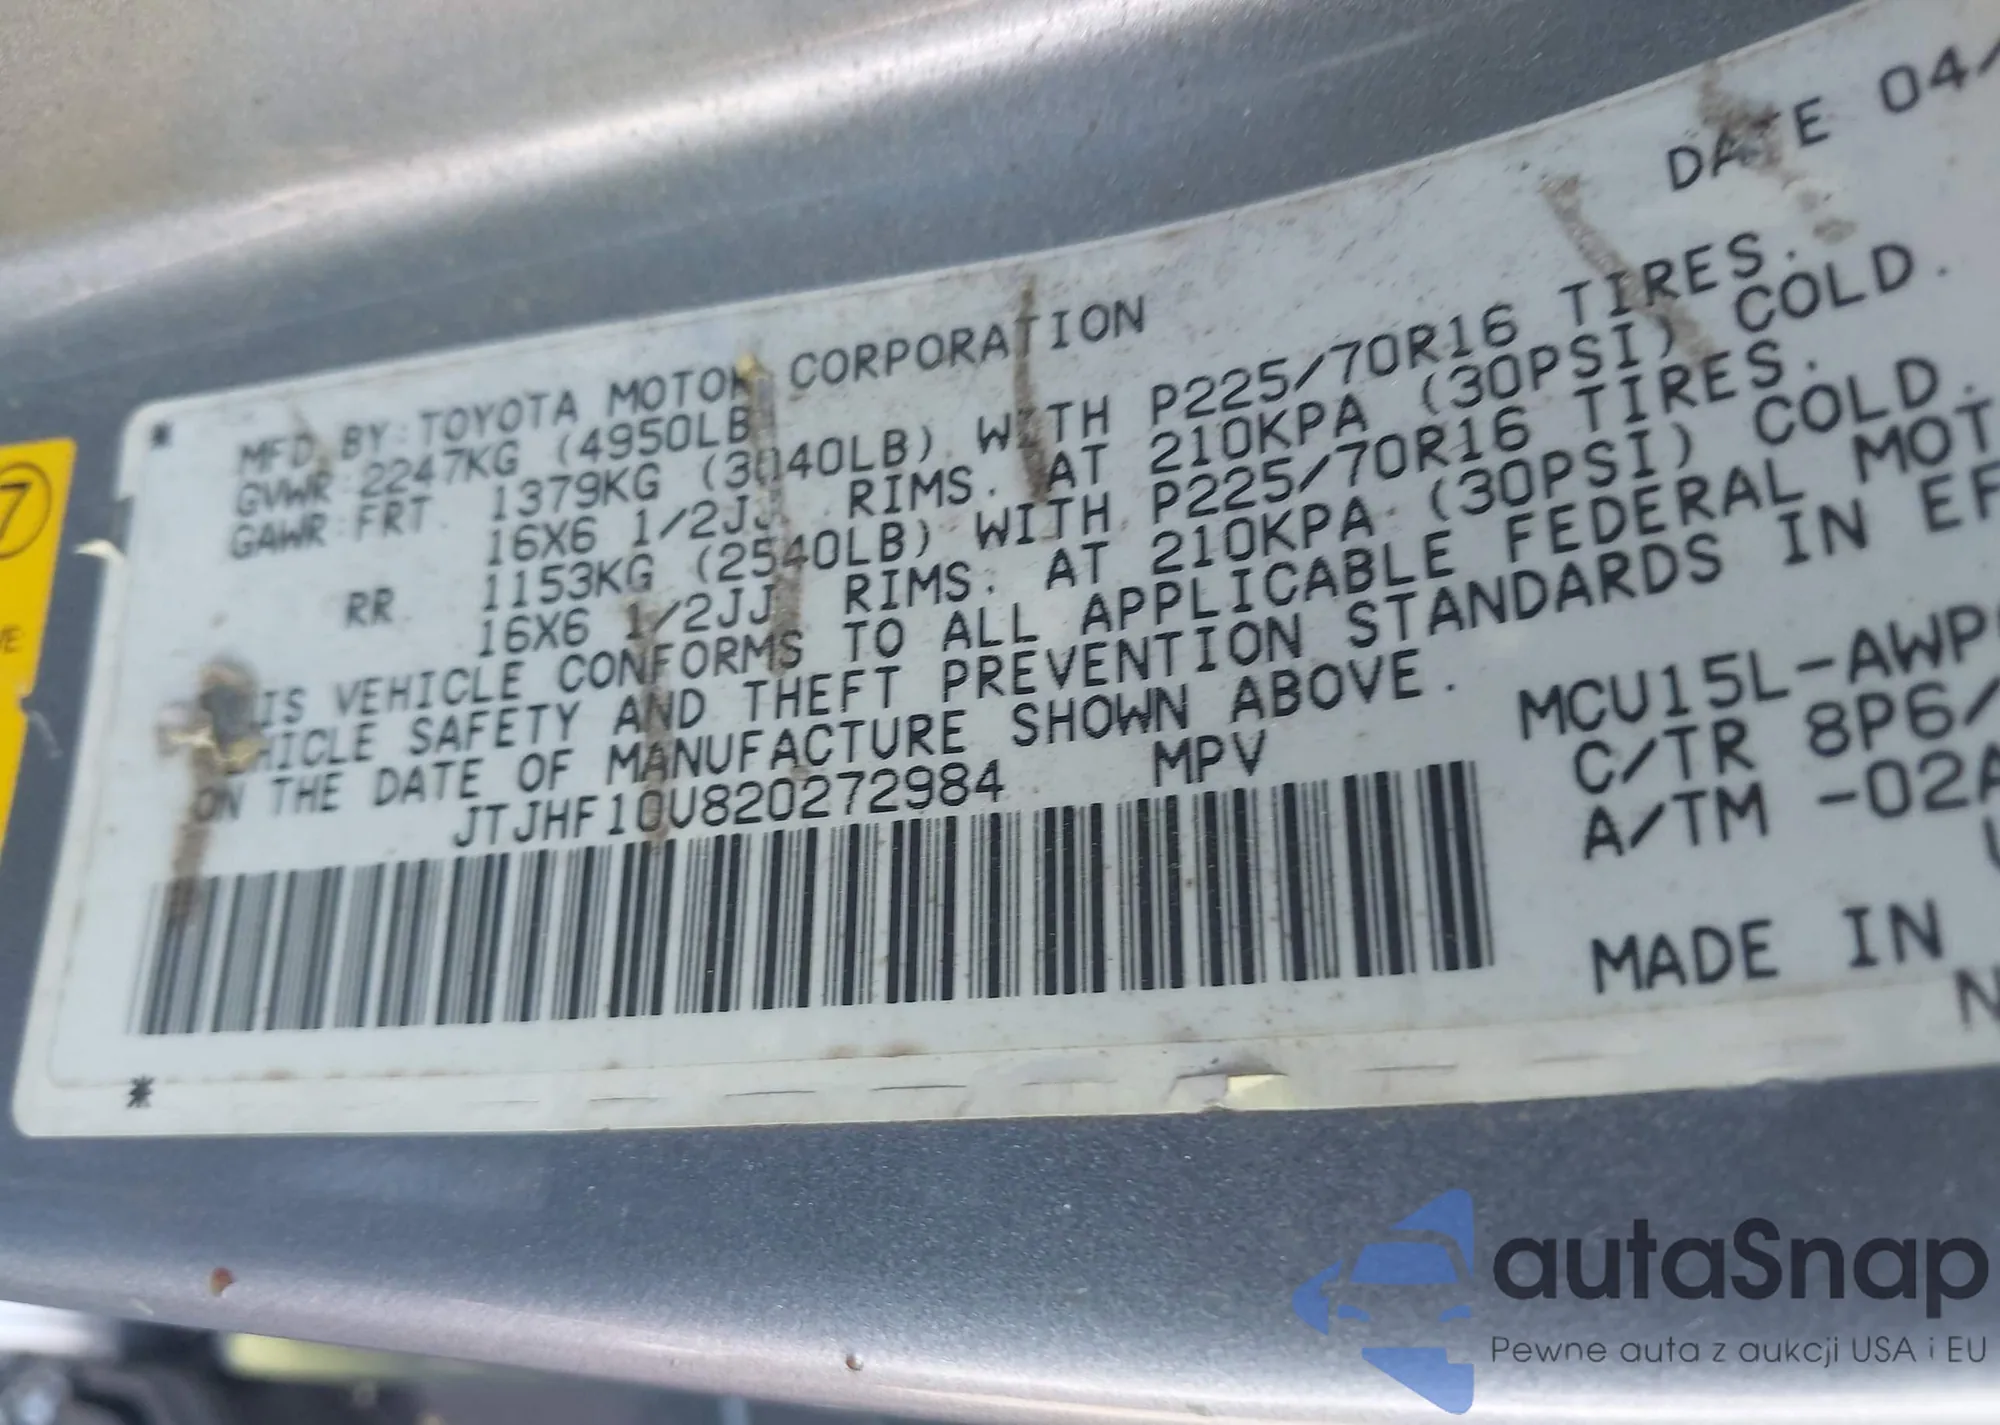 DATE 04/
MFD. BY: TOYOTA MOTOR CORPORATION
GVWR: 2247KG (4950LB
GAWR: FRT. 1379KG (3040LB) WITH P225/70R16 TIRES.
16X6 1/2JJ RIMS. AT 210KPA (30PSI) COLD.
RR. 1153KG (2540LB) WITH P225/70R16 TIRES.
16X6 1/2JJ RIMS. AT 210KPA (30PSI) COLD.
IS VEHICLE CONFORMS TO ALL APPLICABLE FEDERAL MOT
HICLE SAFETY AND THEFT PREVENTION STANDARDS IN EF
ON THE DATE OF MANUFACTURE SHOWN ABOVE.
JTJHF10U820272984 MPV
MCU15L-AWP
C/TR 8P6/
A/TM -02A
MADE IN
7
autaSnap
Pewne auta z aukcji USA i EU